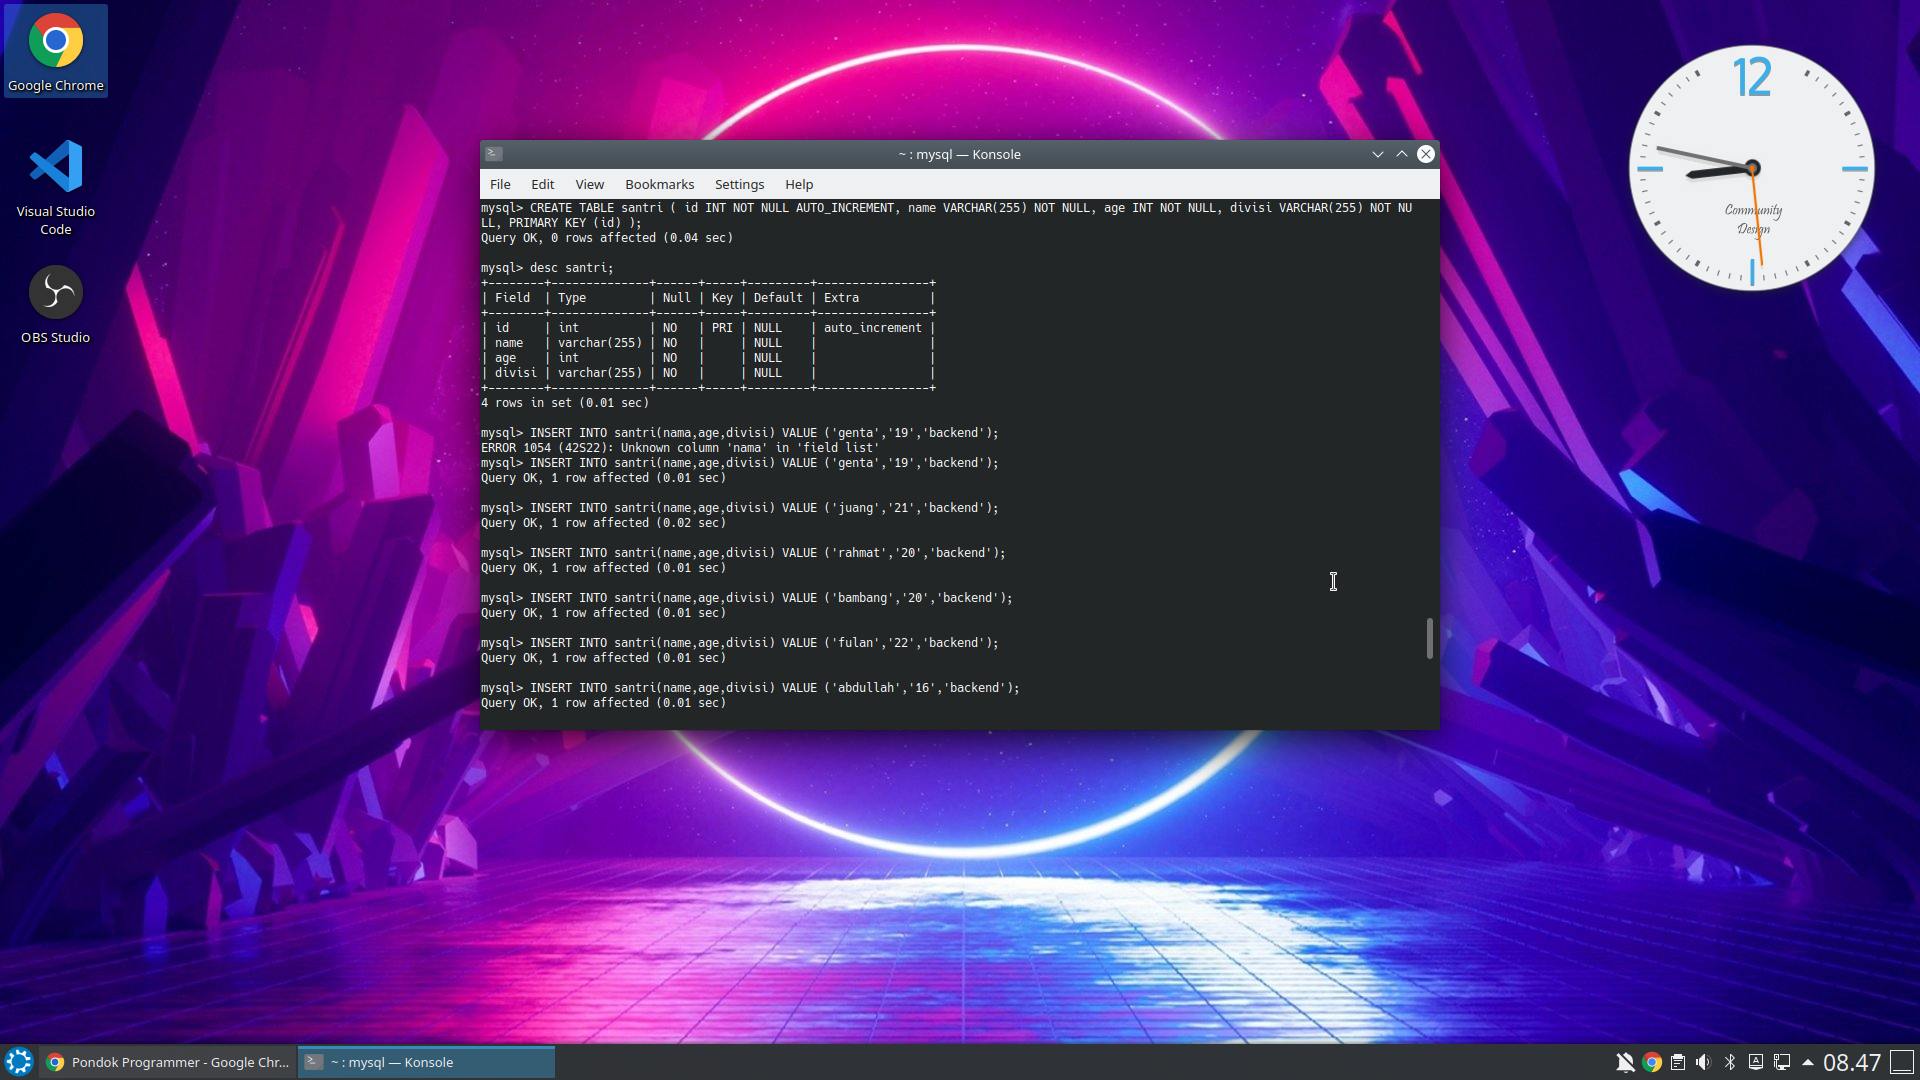 Google Chrome
Visual Studio
Code
OBS Studio
12
Community
Design
~ : mysql — Konsole
File Edit View Bookmarks Settings Help
mysql> CREATE TABLE santri ( id INT NOT NULL AUTO_INCREMENT, name VARCHAR(255) NOT NULL, age INT NOT NULL, divisi VARCHAR(255) NOT NU
LL, PRIMARY KEY (id) );
Query OK, 0 rows affected (0.04 sec)
mysql> desc santri;
+--------+--------------+------+-----+---------+----------------+
| Field  | Type         | Null | Key | Default | Extra          |
+--------+--------------+------+-----+---------+----------------+
| id     | int          | NO   | PRI | NULL    | auto_increment |
| name   | varchar(255) | NO   |     | NULL    |                |
| age    | int          | NO   |     | NULL    |                |
| divisi | varchar(255) | NO   |     | NULL    |                |
+--------+--------------+------+-----+---------+----------------+
4 rows in set (0.01 sec)
mysql> INSERT INTO santri(nama,age,divisi) VALUE ('genta','19','backend');
ERROR 1054 (42S22): Unknown column 'nama' in 'field list'
mysql> INSERT INTO santri(name,age,divisi) VALUE ('genta','19','backend');
Query OK, 1 row affected (0.01 sec)
mysql> INSERT INTO santri(name,age,divisi) VALUE ('juang','21','backend');
Query OK, 1 row affected (0.02 sec)
mysql> INSERT INTO santri(name,age,divisi) VALUE ('rahmat','20','backend');
Query OK, 1 row affected (0.01 sec)
mysql> INSERT INTO santri(name,age,divisi) VALUE ('bambang','20','backend');
Query OK, 1 row affected (0.01 sec)
mysql> INSERT INTO santri(name,age,divisi) VALUE ('fulan','22','backend');
Query OK, 1 row affected (0.01 sec)
mysql> INSERT INTO santri(name,age,divisi) VALUE ('abdullah','16','backend');
Query OK, 1 row affected (0.01 sec)
Pondok Programmer - Google Chr...
~ : mysql — Konsole
08.47